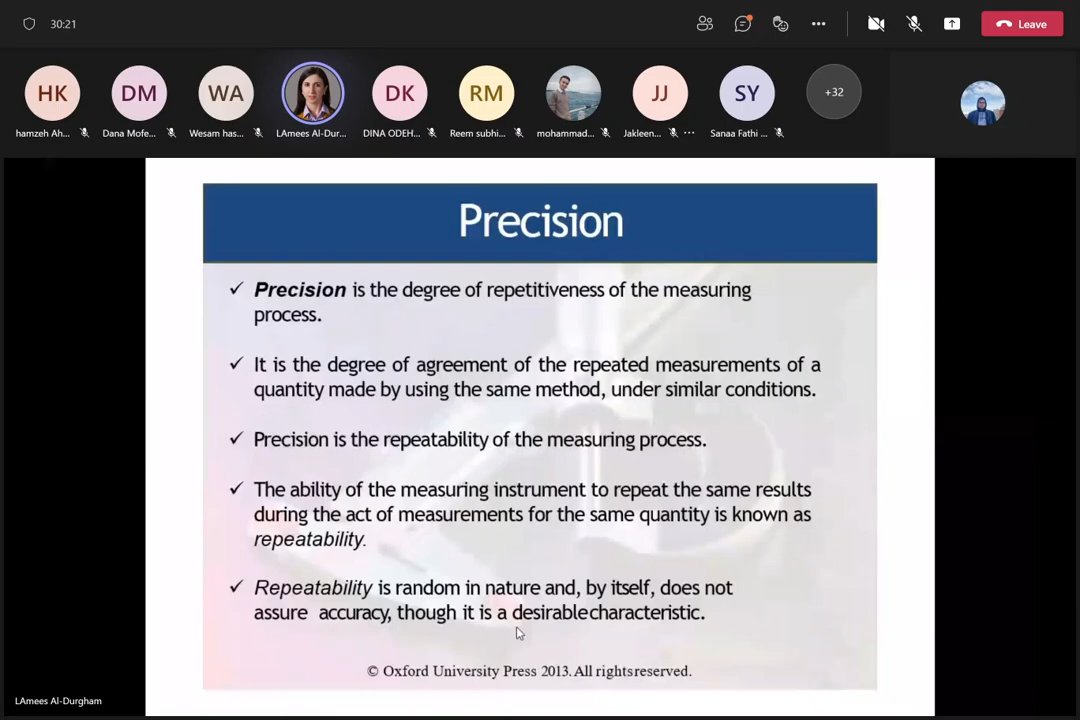 30:21
Leave
HK
DM
WA
DK
RM
JJ
SY
+32
hamzeh Ah...
Dana Mofe...
Wesam has...
LAmees Al-Dur...
DINA ODEH...
Reem subhi...
mohammad...
Jakleen...
Sanaa Fathi ...
Precision
✓ Precision is the degree of repetitiveness of the measuring
process.
✓ It is the degree of agreement of the repeated measurements of a
quantity made by using the same method, under similar conditions.
✓ Precision is the repeatability of the measuring process.
✓ The ability of the measuring instrument to repeat the same results
during the act of measurements for the same quantity is known as
repeatability.
✓ Repeatability is random in nature and, by itself, does not
assure accuracy, though it is a desirablecharacteristic.
© Oxford University Press 2013. All rightsreserved.
LAmees Al-Durgham